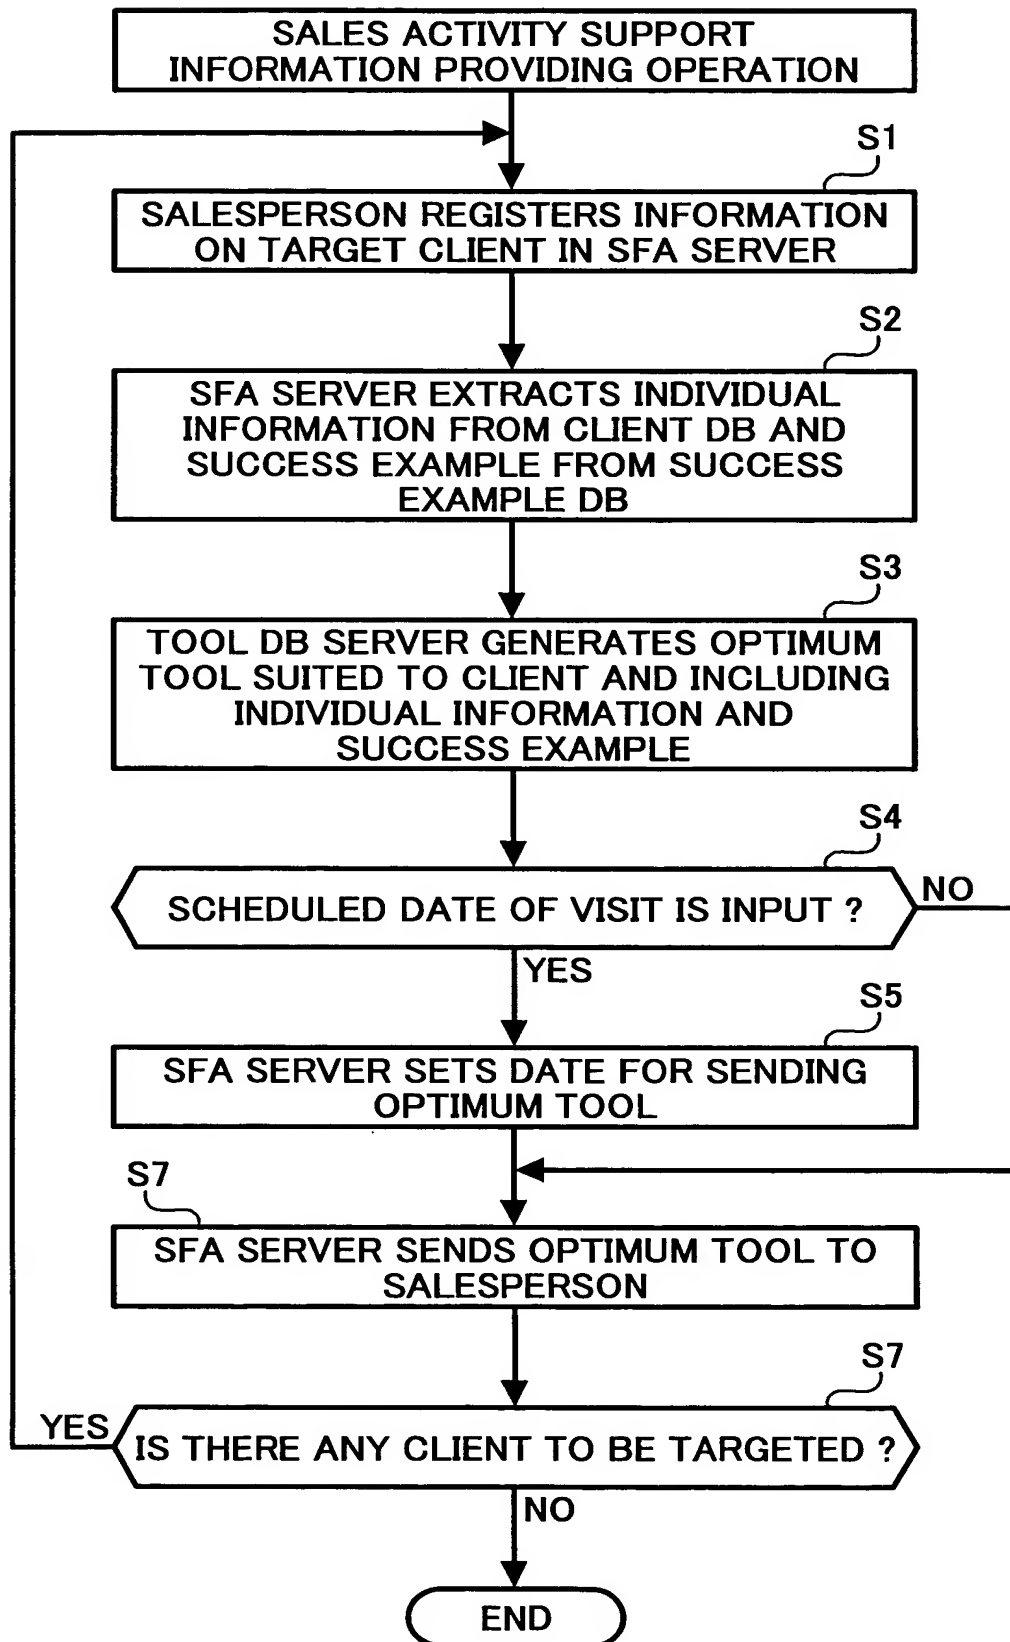 SALES ACTIVITY SUPPORT
INFORMATION PROVIDING OPERATION
S1
SALESPERSON REGISTERS INFORMATION
ON TARGET CLIENT IN SFA SERVER
S2
SFA SERVER EXTRACTS INDIVIDUAL
INFORMATION FROM CLIENT DB AND
SUCCESS EXAMPLE FROM SUCCESS
EXAMPLE DB
S3
TOOL DB SERVER GENERATES OPTIMUM
TOOL SUITED TO CLIENT AND INCLUDING
INDIVIDUAL INFORMATION AND
SUCCESS EXAMPLE
S4
SCHEDULED DATE OF VISIT IS INPUT ?
NO
YES
S5
SFA SERVER SETS DATE FOR SENDING
OPTIMUM TOOL
S7
SFA SERVER SENDS OPTIMUM TOOL TO
SALESPERSON
S7
YES
IS THERE ANY CLIENT TO BE TARGETED ?
NO
END